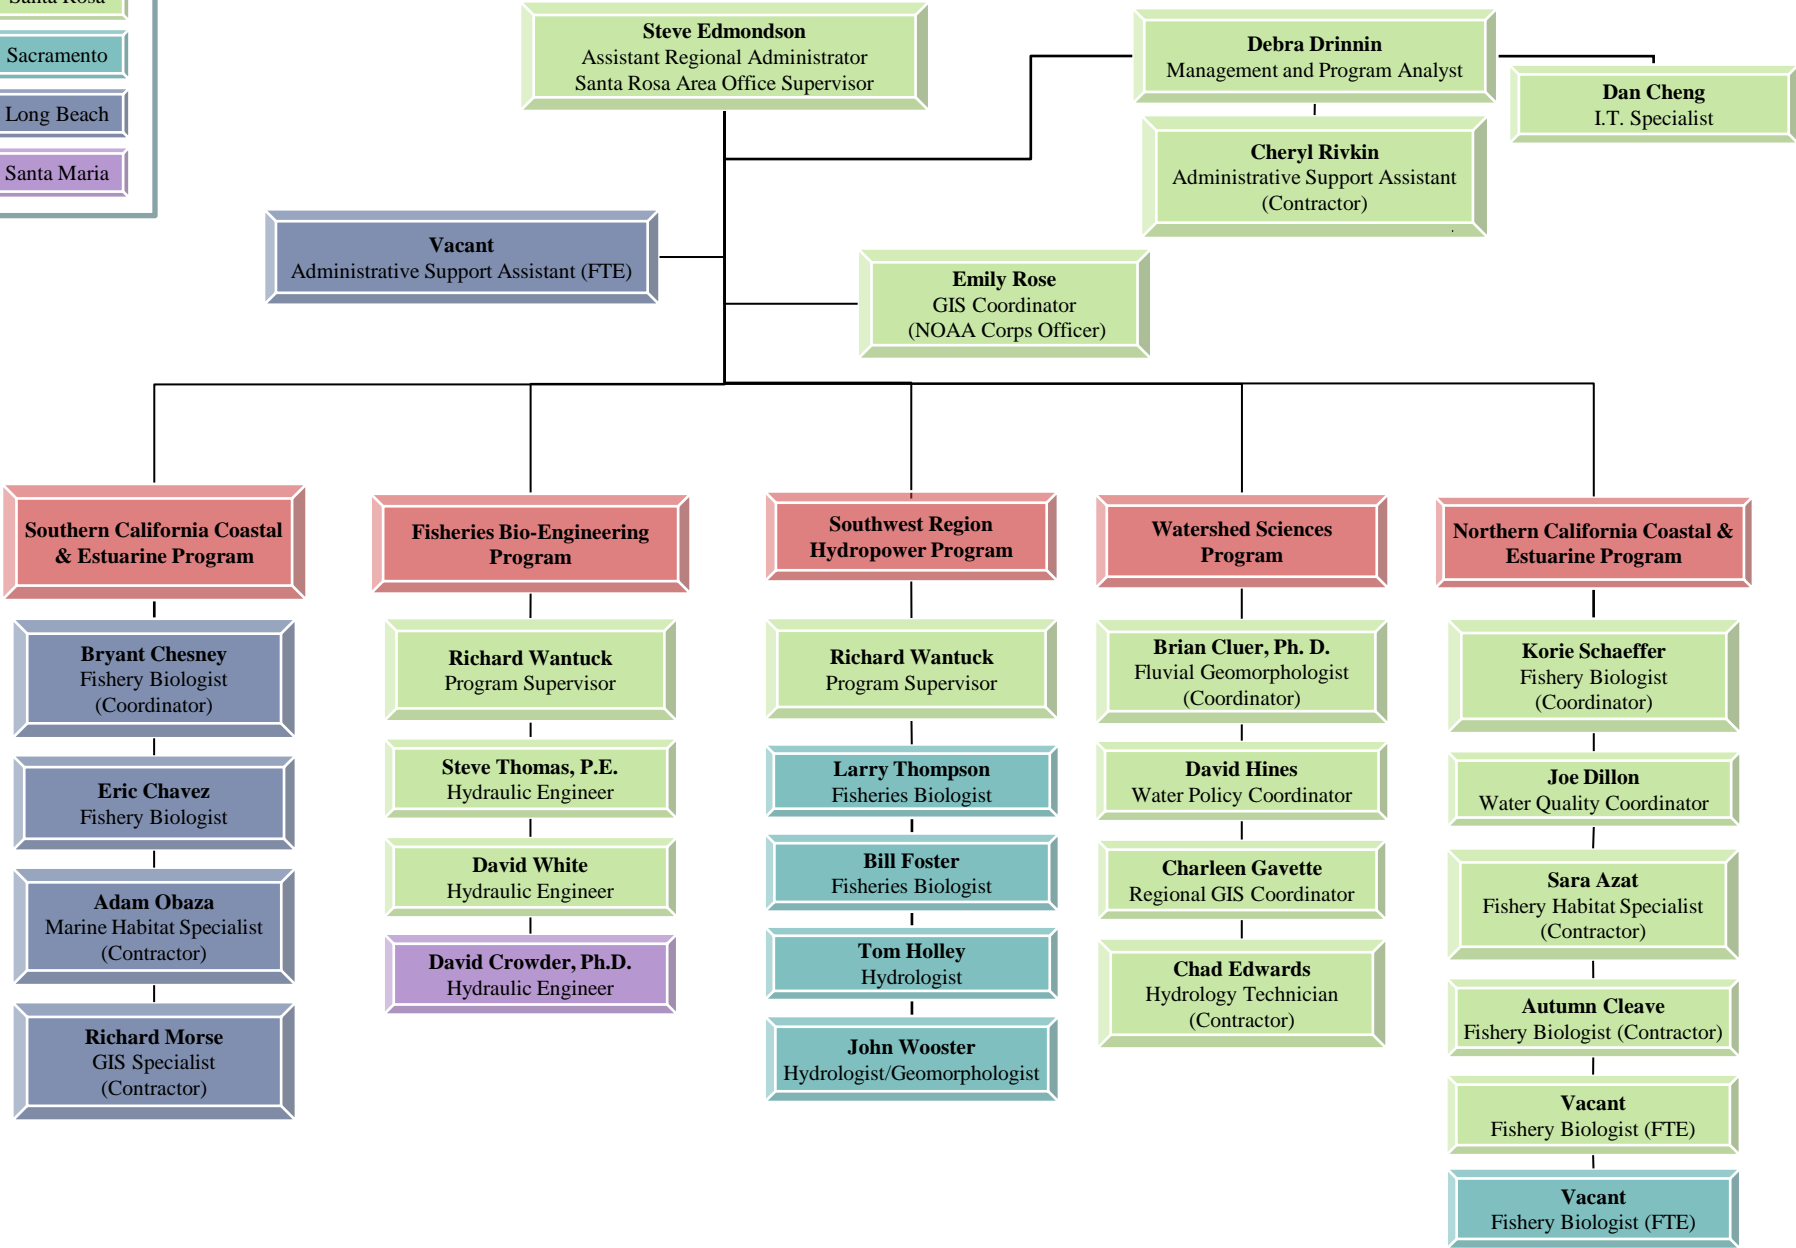 Santa Rosa
Sacramento
Long Beach
Santa Maria
Steve Edmondson
Assistant Regional Administrator
Santa Rosa Area Office Supervisor
Debra Drinnin
Management and Program Analyst
Dan Cheng
I.T. Specialist
Cheryl Rivkin
Administrative Support Assistant
(Contractor)
.
Vacant
Administrative Support Assistant (FTE)
Emily Rose
GIS Coordinator
(NOAA Corps Officer)
Southern California Coastal
& Estuarine Program
Bryant Chesney
Fishery Biologist
(Coordinator)
Eric Chavez
Fishery Biologist
Adam Obaza
Marine Habitat Specialist
(Contractor)
Richard Morse
GIS Specialist
(Contractor)
Fisheries Bio-Engineering
Program
Richard Wantuck
Program Supervisor
Steve Thomas, P.E.
Hydraulic Engineer
David White
Hydraulic Engineer
David Crowder, Ph.D.
Hydraulic Engineer
Southwest Region
Hydropower Program
Richard Wantuck
Program Supervisor
Larry Thompson
Fisheries Biologist
Bill Foster
Fisheries Biologist
Tom Holley
Hydrologist
John Wooster
Hydrologist/Geomorphologist
Watershed Sciences
Program
Brian Cluer, Ph. D.
Fluvial Geomorphologist
(Coordinator)
David Hines
Water Policy Coordinator
Charleen Gavette
Regional GIS Coordinator
Chad Edwards
Hydrology Technician
(Contractor)
Northern California Coastal &
Estuarine Program
Korie Schaeffer
Fishery Biologist
(Coordinator)
Joe Dillon
Water Quality Coordinator
Sara Azat
Fishery Habitat Specialist
(Contractor)
Autumn Cleave
Fishery Biologist (Contractor)
Vacant
Fishery Biologist (FTE)
Vacant
Fishery Biologist (FTE)